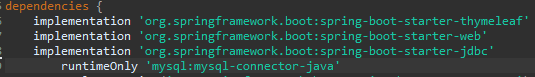 dependencies {
implementation 'org.springframework.boot:spring-boot-starter-thymeleaf'
implementation 'org.springframework.boot:spring-boot-starter-web'
implementation 'org.springframework.boot:spring-boot-starter-jdbc'
runtimeOnly 'mysql:mysql-connector-java'